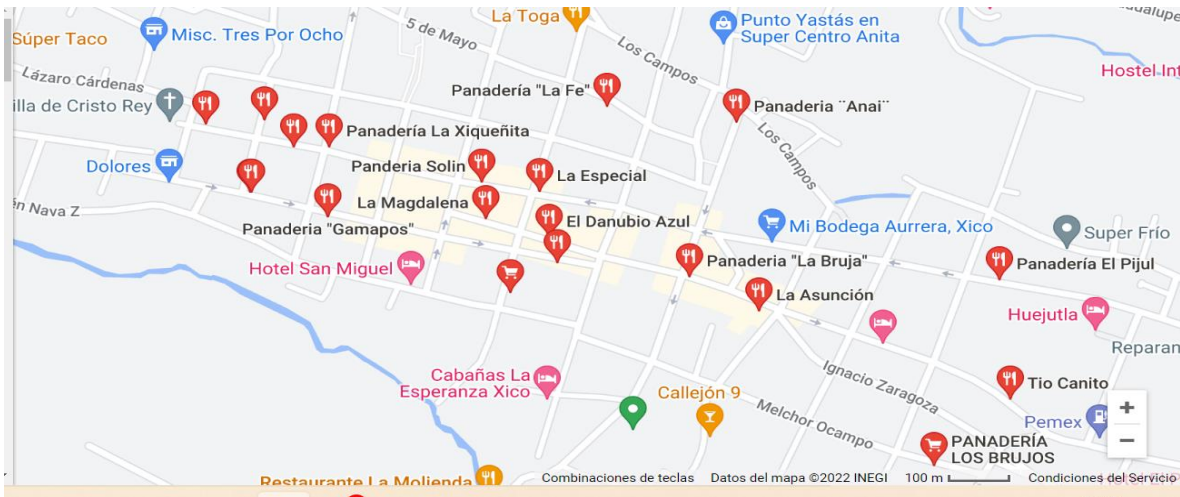 La Toga
Súper Taco
Misc. Tres Por Ocho
5 de Mayo
Punto Yastás en
Super Centro Anita
Los Campos
Hostel Int
Lázaro Cárdenas
illa de Cristo Rey
Panadería "La Fe"
Panaderia ¨Anai¨
Panadería La Xiqueñita
Los Campos
Dolores
Panderia Solin
La Especial
La Magdalena
n Nava Z
Panaderia "Gamapos"
El Danubio Azul
Mi Bodega Aurrera, Xico
Super Frío
Hotel San Miguel
Panaderia "La Bruja"
Panadería El Pijul
La Asunción
Huejutla
Reparan
Cabañas La
Esperanza Xico
Callejón 9
Ignacio Zaragoza
Tio Canito
Melchor Ocampo
Pemex
+
−
PANADERÍA
LOS BRUJOS
Restaurante La Molienda
Combinaciones de teclas Datos del mapa ©2022 INEGI 100 m Condiciones del Servicio